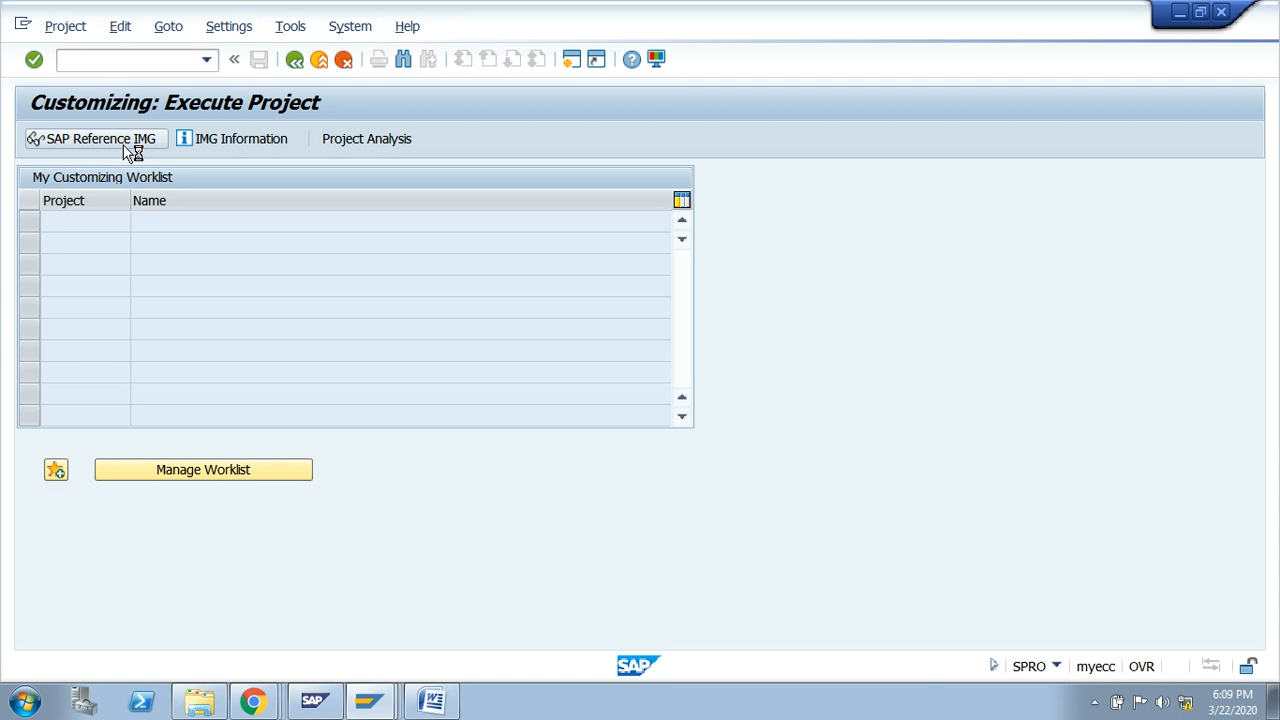 Project Edit Goto Settings Tools System Help
Customizing: Execute Project
SAP Reference IMG IMG Information Project Analysis
My Customizing Worklist
Project Name
Manage Worklist
SAP SPRO myecc OVR
SAP W
6:09 PM
3/22/2020